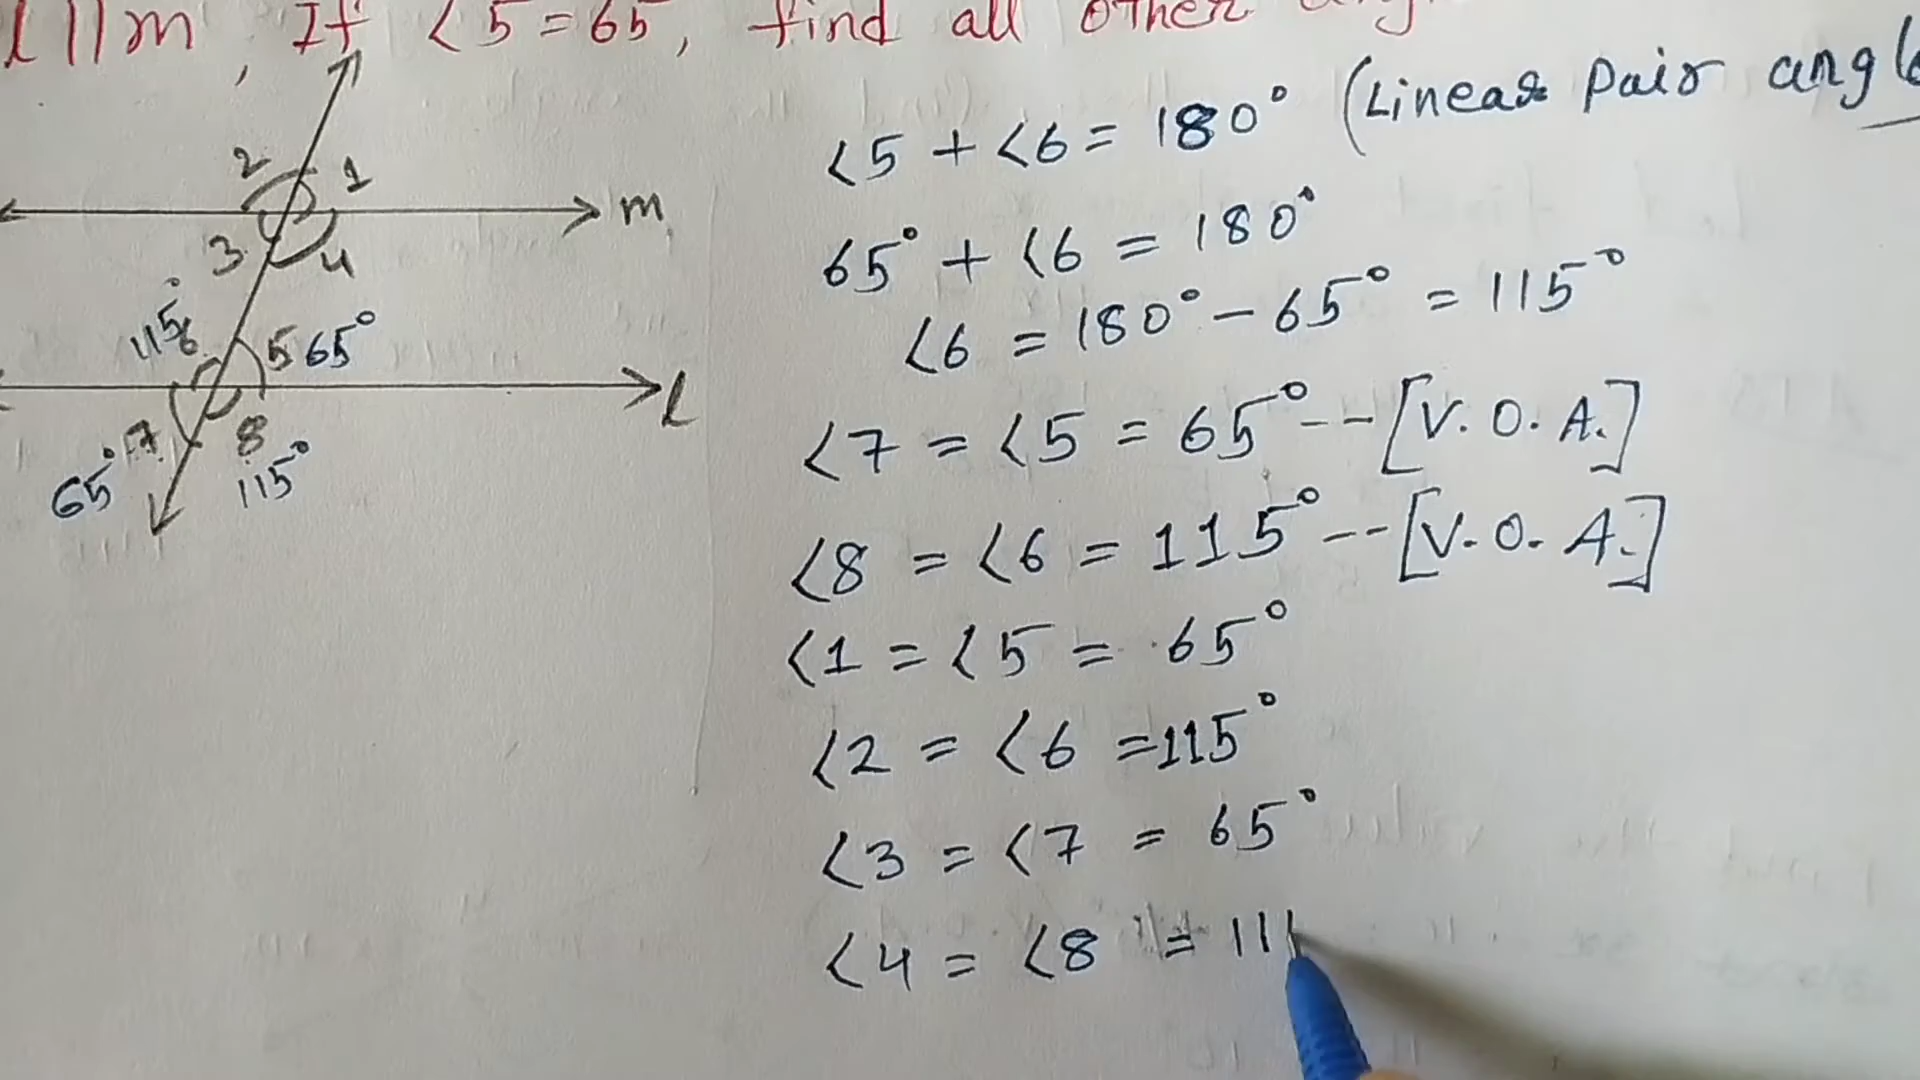 l || m, If <5 = 65°, find all other
<5 + <6 = 180° (Linear Pair angle
65° + <6 = 180°
<6 = 180° - 65° = 115°
<7 = <5 = 65° -- [V.O.A.]
<8 = <6 = 115° -- [V.O.A.]
<1 = <5 = 65°
<2 = <6 = 115°
<3 = <7 = 65°
<4 = <8 = 11
2 1
m
3 4
115° 6 5 65°
l
65° 7 8
115°